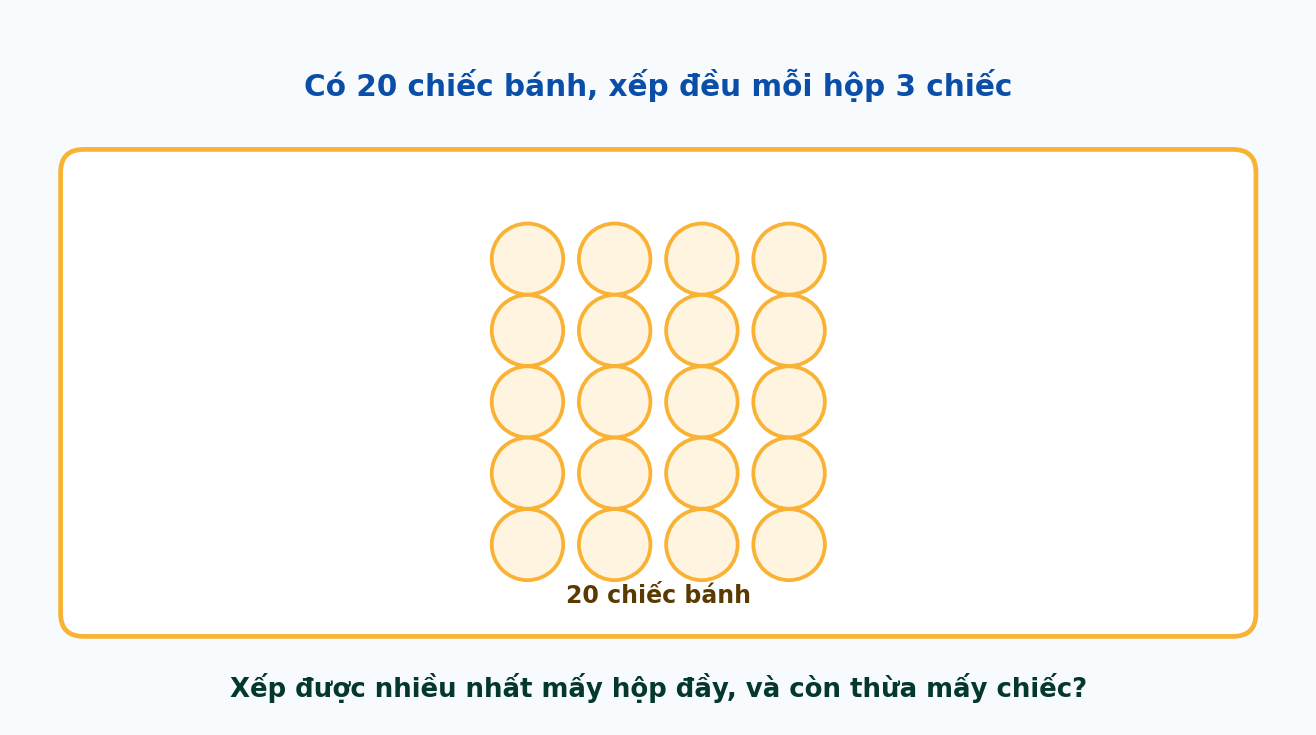 Có 20 chiếc bánh, xếp đều mỗi hộp 3 chiếc
20 chiếc bánh
Xếp được nhiều nhất mấy hộp đầy, và còn thừa mấy chiếc?